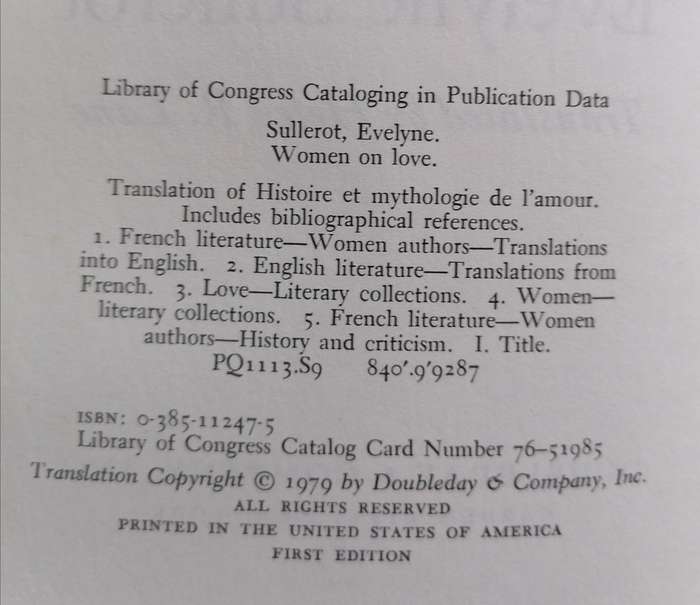 Library of Congress Cataloging in Publication Data
Sullerot, Evelyne.
Women on love.
Translation of Histoire et mythologie de l'amour.
Includes bibliographical references.
1. French literature—Women authors—Translations
into English. 2. English literature—Translations from
French. 3. Love—Literary collections. 4. Women—
literary collections. 5. French literature—Women
authors—History and criticism. I. Title.
PQ1113.S9 840'.9'9287
ISBN: 0-385-11247-5
Library of Congress Catalog Card Number 76–51985
Translation Copyright © 1979 by Doubleday & Company, Inc.
ALL RIGHTS RESERVED
PRINTED IN THE UNITED STATES OF AMERICA
FIRST EDITION